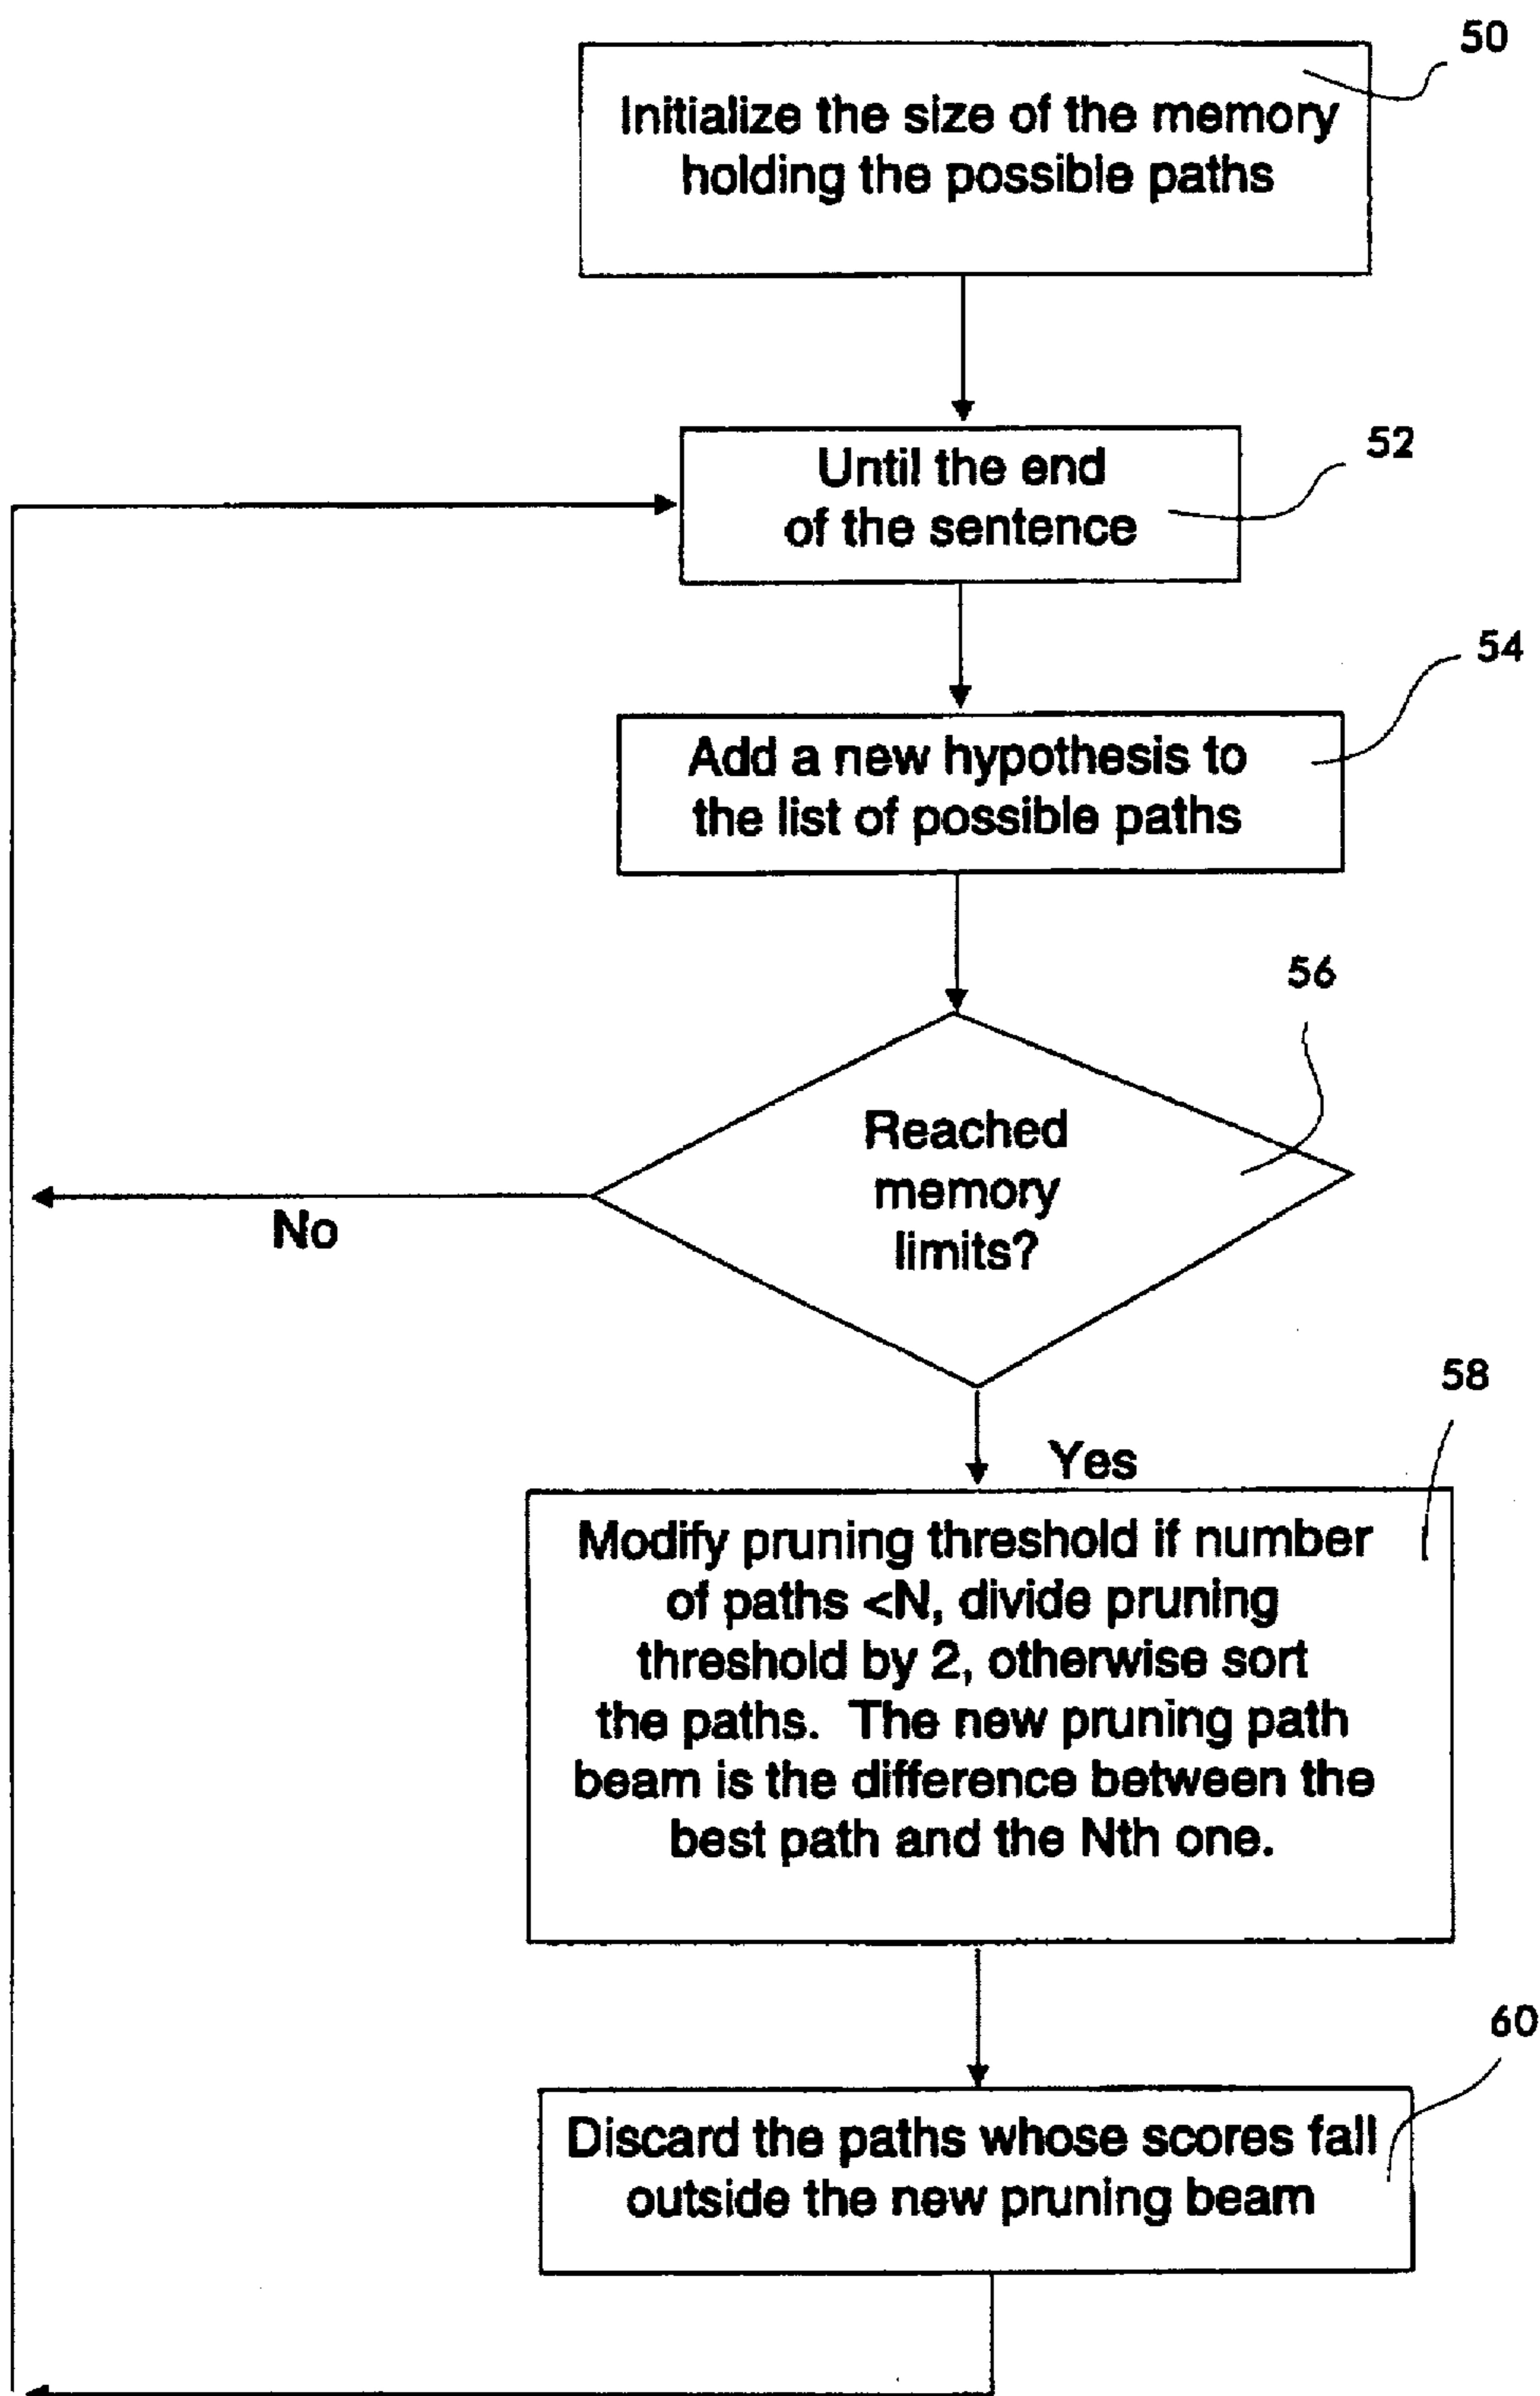 50
Initialize the size of the memory
holding the possible paths
52
Until the end
of the sentence
54
Add a new hypothesis to
the list of possible paths
56
Reached
memory
limits?
No
Yes
58
Modify pruning threshold if number
of paths <N, divide pruning
threshold by 2, otherwise sort
the paths. The new pruning path
beam is the difference between the
best path and the Nth one.
60
Discard the paths whose scores fall
outside the new pruning beam